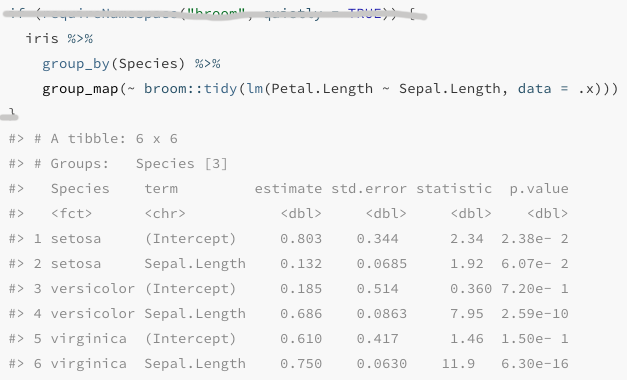 if (requireNamespace("broom", quietly = TRUE)) {
iris %>%
group_by(Species) %>%
group_map(~ broom::tidy(lm(Petal.Length ~ Sepal.Length, data = .x)))
}
#> # A tibble: 6 x 6
#> # Groups: Species [3]
#> Species term estimate std.error statistic p.value
#> <fct> <chr> <dbl> <dbl> <dbl> <dbl>
#> 1 setosa (Intercept) 0.803 0.344 2.34 2.38e- 2
#> 2 setosa Sepal.Length 0.132 0.0685 1.92 6.07e- 2
#> 3 versicolor (Intercept) 0.185 0.514 0.360 7.20e- 1
#> 4 versicolor Sepal.Length 0.686 0.0863 7.95 2.59e-10
#> 5 virginica (Intercept) 0.610 0.417 1.46 1.50e- 1
#> 6 virginica Sepal.Length 0.750 0.0630 11.9 6.30e-16